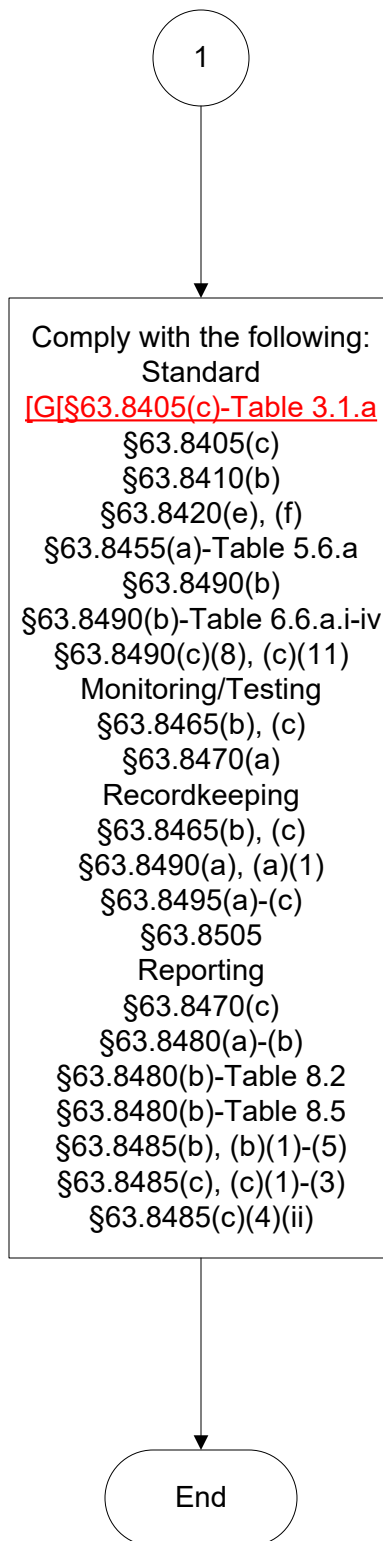 1
Comply with the following:
Standard
[G[§63.8405(c)-Table 3.1.a
§63.8405(c)
§63.8410(b)
§63.8420(e), (f)
§63.8455(a)-Table 5.6.a
§63.8490(b)
§63.8490(b)-Table 6.6.a.i-iv
§63.8490(c)(8), (c)(11)
Monitoring/Testing
§63.8465(b), (c)
§63.8470(a)
Recordkeeping
§63.8465(b), (c)
§63.8490(a), (a)(1)
§63.8495(a)-(c)
§63.8505
Reporting
§63.8470(c)
§63.8480(a)-(b)
§63.8480(b)-Table 8.2
§63.8480(b)-Table 8.5
§63.8485(b), (b)(1)-(5)
§63.8485(c), (c)(1)-(3)
§63.8485(c)(4)(ii)
End